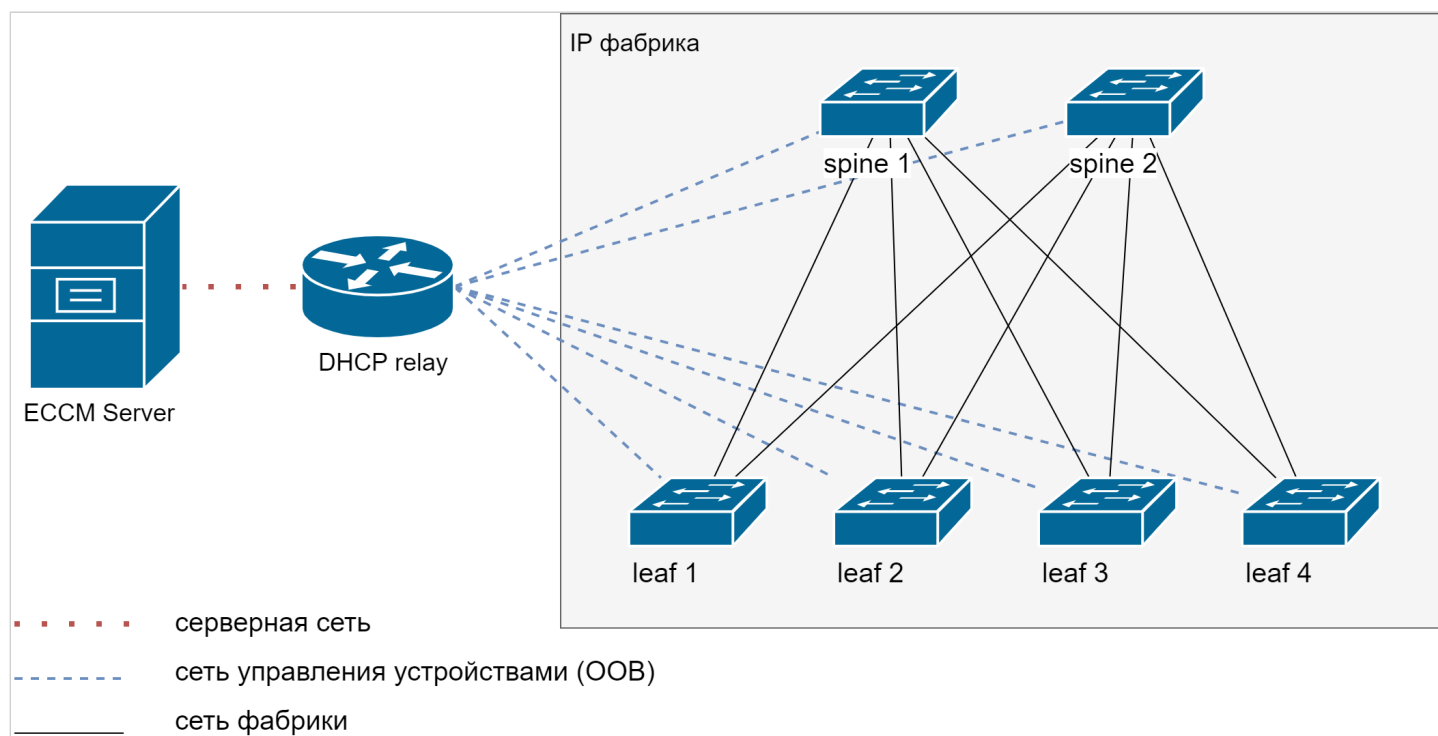 IP фабрика
spine 1
spine 2
DHCP relay
ECCM Server
leaf 1
leaf 2
leaf 3
leaf 4
серверная сеть
сеть управления устройствами (OOB)
сеть фабрики